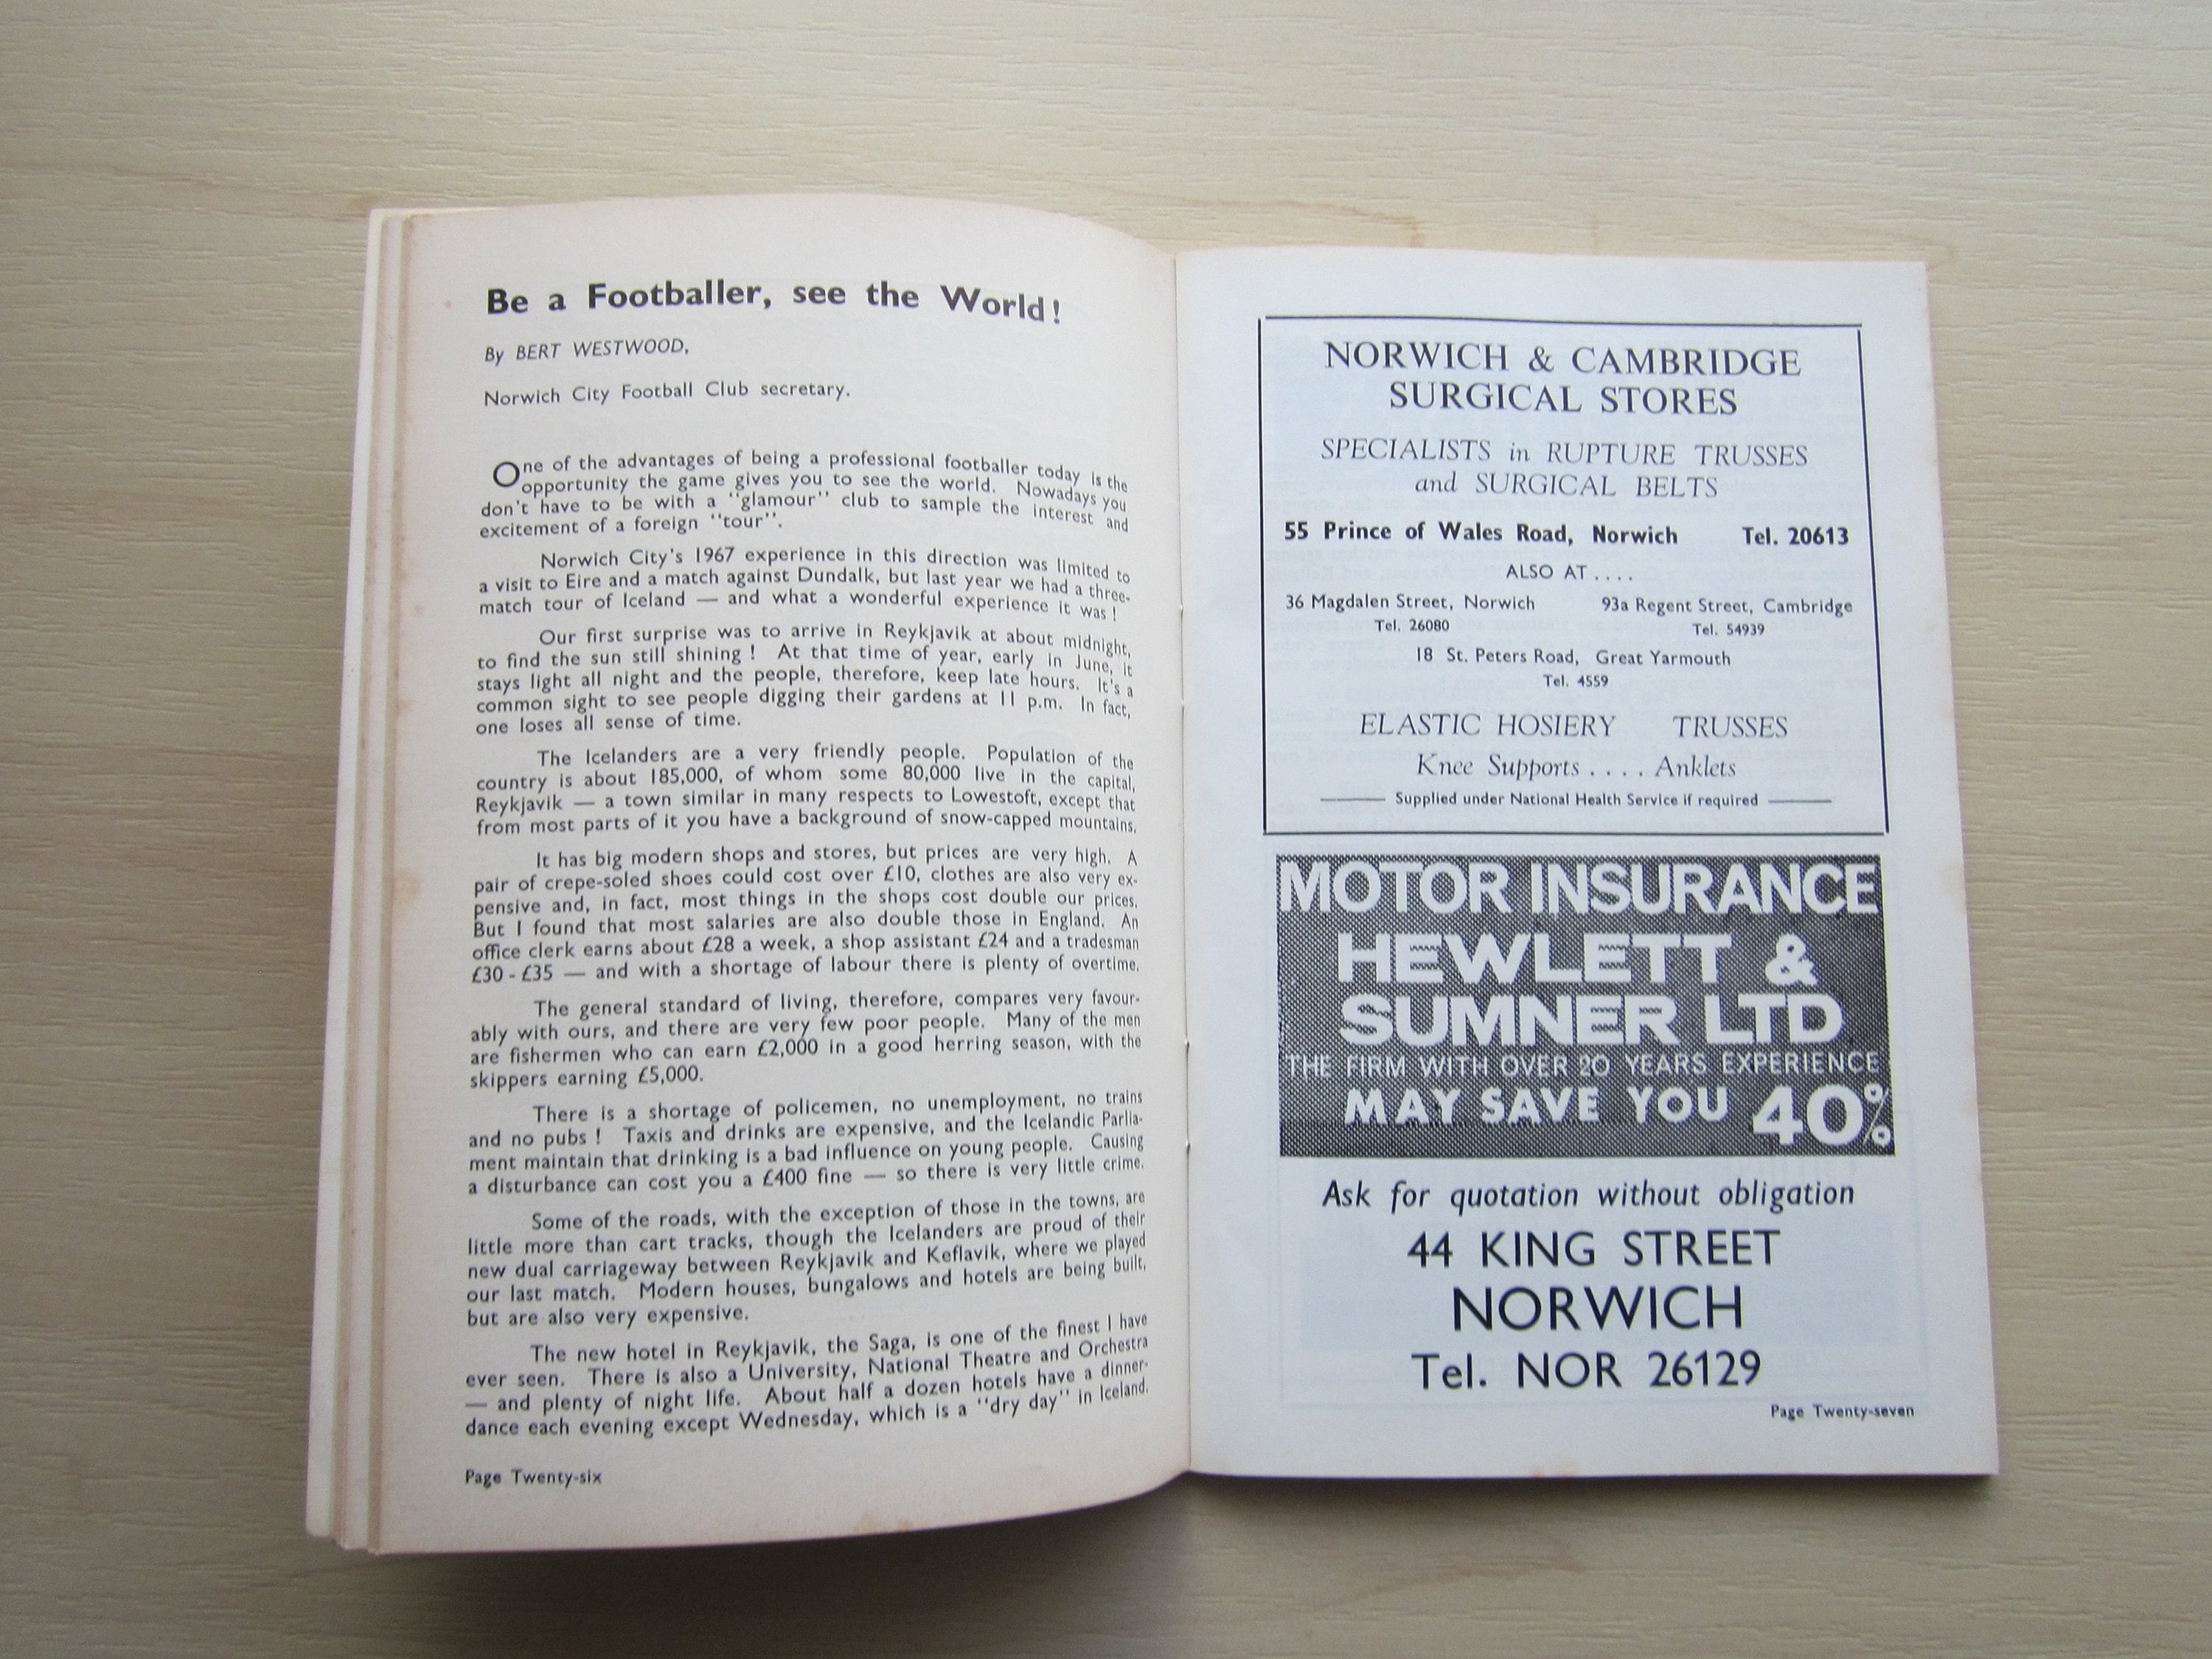 Be a Footballer, see the World!
By BERT WESTWOOD,
Norwich City Football Club secretary.
One of the advantages of being a professional footballer today is the
opportunity the game gives you to see the world. Nowadays you
don't have to be with a "glamour" club to sample the interest and
excitement of a foreign "tour".
Norwich City's 1967 experience in this direction was limited to
a visit to Eire and a match against Dundalk, but last year we had a three-
match tour of Iceland — and what a wonderful experience it was!
Our first surprise was to arrive in Reykjavik at about midnight,
to find the sun still shining! At that time of year, early in June, it
stays light all night and the people, therefore, keep late hours. It's a
common sight to see people digging their gardens at 11 p.m. In fact,
one loses all sense of time.
The Icelanders are a very friendly people. Population of the
country is about 185,000, of whom some 80,000 live in the capital,
Reykjavik — a town similar in many respects to Lowestoft, except that
from most parts of it you have a background of snow-capped mountains.
It has big modern shops and stores, but prices are very high. A
pair of crepe-soled shoes could cost over £10, clothes are also very ex-
pensive and, in fact, most things in the shops cost double our prices.
But I found that most salaries are also double those in England. An
office clerk earns about £28 a week, a shop assistant £24 and a tradesman
£30 - £35 — and with a shortage of labour there is plenty of overtime.
The general standard of living, therefore, compares very favour-
ably with ours, and there are very few poor people. Many of the men
are fishermen who can earn £2,000 in a good herring season, with the
skippers earning £5,000.
There is a shortage of policemen, no unemployment, no trains
and no pubs! Taxis and drinks are expensive, and the Icelandic Parlia-
ment maintain that drinking is a bad influence on young people. Causing
a disturbance can cost you a £400 fine — so there is very little crime.
Some of the roads, with the exception of those in the towns, are
little more than cart tracks, though the Icelanders are proud of their
new dual carriageway between Reykjavik and Keflavik, where we played
our last match. Modern houses, bungalows and hotels are being built,
but are also very expensive.
The new hotel in Reykjavik, the Saga, is one of the finest I have
ever seen. There is also a University, National Theatre and Orchestra
— and plenty of night life. About half a dozen hotels have a dinner-
dance each evening except Wednesday, which is a "dry day" in Iceland.
Page Twenty-six
NORWICH & CAMBRIDGE
SURGICAL STORES
SPECIALISTS in RUPTURE TRUSSES
and SURGICAL BELTS
55 Prince of Wales Road, Norwich Tel. 20613
ALSO AT . . . .
36 Magdalen Street, Norwich 93a Regent Street, Cambridge
Tel. 26080 Tel. 54939
18 St. Peters Road, Great Yarmouth
Tel. 4559
ELASTIC HOSIERY TRUSSES
Knee Supports . . . . Anklets
Supplied under National Health Service if required
MOTOR INSURANCE
HEWLETT &
SUMNER LTD
THE FIRM WITH OVER 20 YEARS EXPERIENCE
MAY SAVE YOU 40%
Ask for quotation without obligation
44 KING STREET
NORWICH
Tel. NOR 26129
Page Twenty-seven